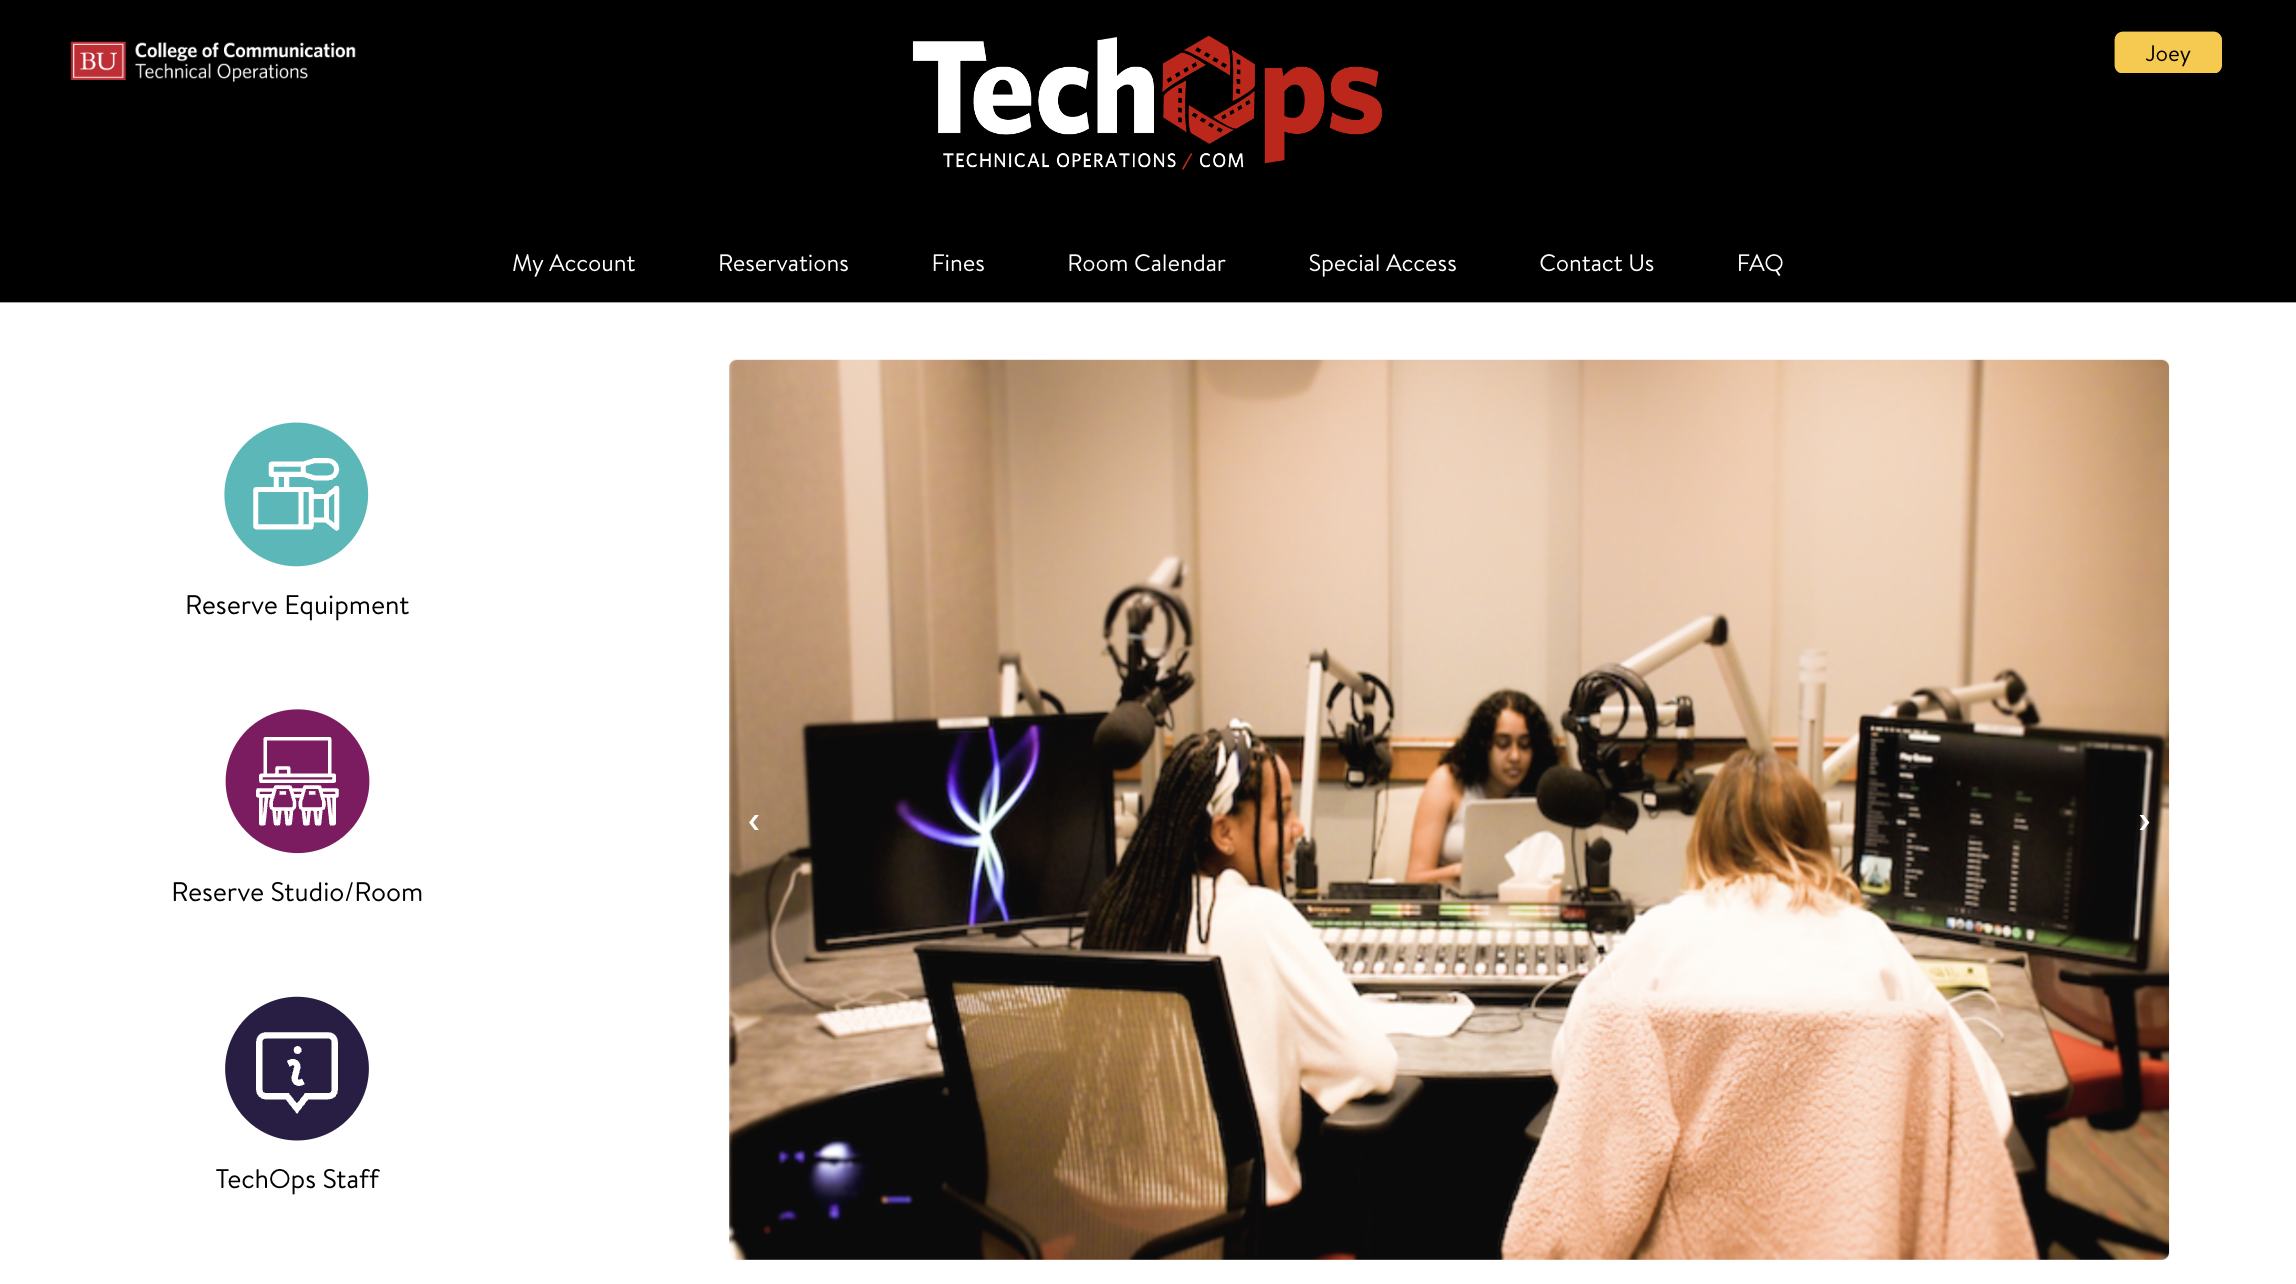 BU
College of Communication
Technical Operations
TechOps
TECHNICAL OPERATIONS / COM
Joey
My Account
Reservations
Fines
Room Calendar
Special Access
Contact Us
FAQ
Reserve Equipment
Reserve Studio/Room
TechOps Staff